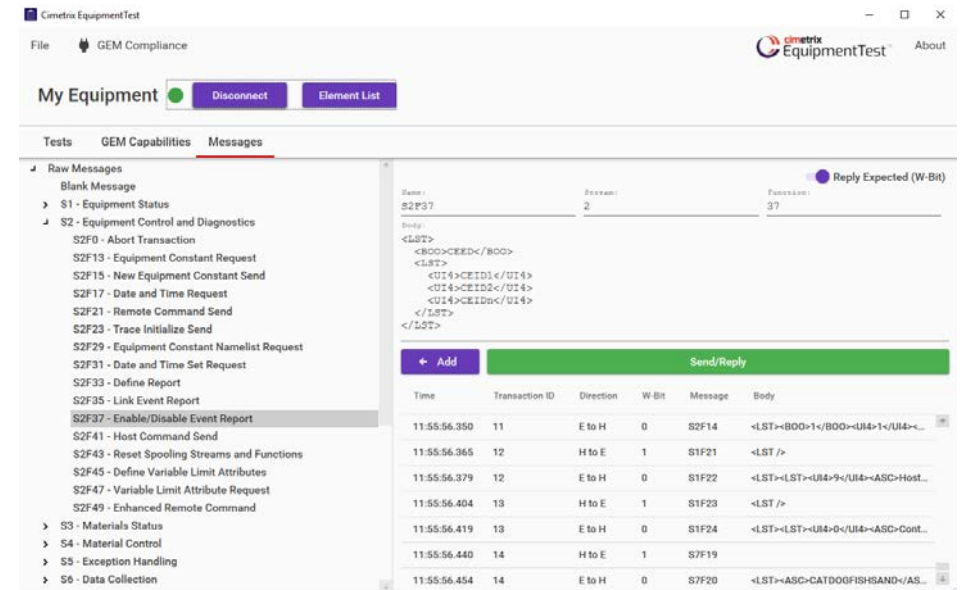 Cimetrix EquipmentTest
File GEM Compliance
cimetrix
EquipmentTest
About
My Equipment Disconnect Element List
Tests GEM Capabilities Messages
Raw Messages
Blank Message
S1 - Equipment Status
S2 - Equipment Control and Diagnostics
S2F0 - Abort Transaction
S2F13 - Equipment Constant Request
S2F15 - New Equipment Constant Send
S2F17 - Date and Time Request
S2F21 - Remote Command Send
S2F23 - Trace Initialize Send
S2F29 - Equipment Constant Namelist Request
S2F31 - Date and Time Set Request
S2F33 - Define Report
S2F35 - Link Event Report
S2F37 - Enable/Disable Event Report
S2F41 - Host Command Send
S2F43 - Reset Spooling Streams and Functions
S2F45 - Define Variable Limit Attributes
S2F47 - Variable Limit Attribute Request
S2F49 - Enhanced Remote Command
S3 - Materials Status
S4 - Material Control
S5 - Exception Handling
S6 - Data Collection
Reply Expected (W-Bit)
Name: Stream: Function:
S2F37 2 37
Body:
<LST>
<BOO>CEED</BOO>
<LST>
<UI4>CEID1</UI4>
<UI4>CEID2</UI4>
<UI4>CEIDn</UI4>
</LST>
</LST>
Add Send/Reply
Time Transaction ID Direction W-Bit Message Body
11:55:56.350 11 E to H 0 S2F14 <LST><BOO>1</BOO><UI4>1</UI4><...
11:55:56.365 12 H to E 1 S1F21 <LST />
11:55:56.379 12 E to H 0 S1F22 <LST><LST><UI4>9</UI4><ASC>Host...
11:55:56.404 13 H to E 1 S1F23 <LST />
11:55:56.419 13 E to H 0 S1F24 <LST><LST><UI4>0</UI4><ASC>Cont...
11:55:56.440 14 H to E 1 S7F19
11:55:56.454 14 E to H 0 S7F20 <LST><ASC>CATDOGFISHSAND</AS...